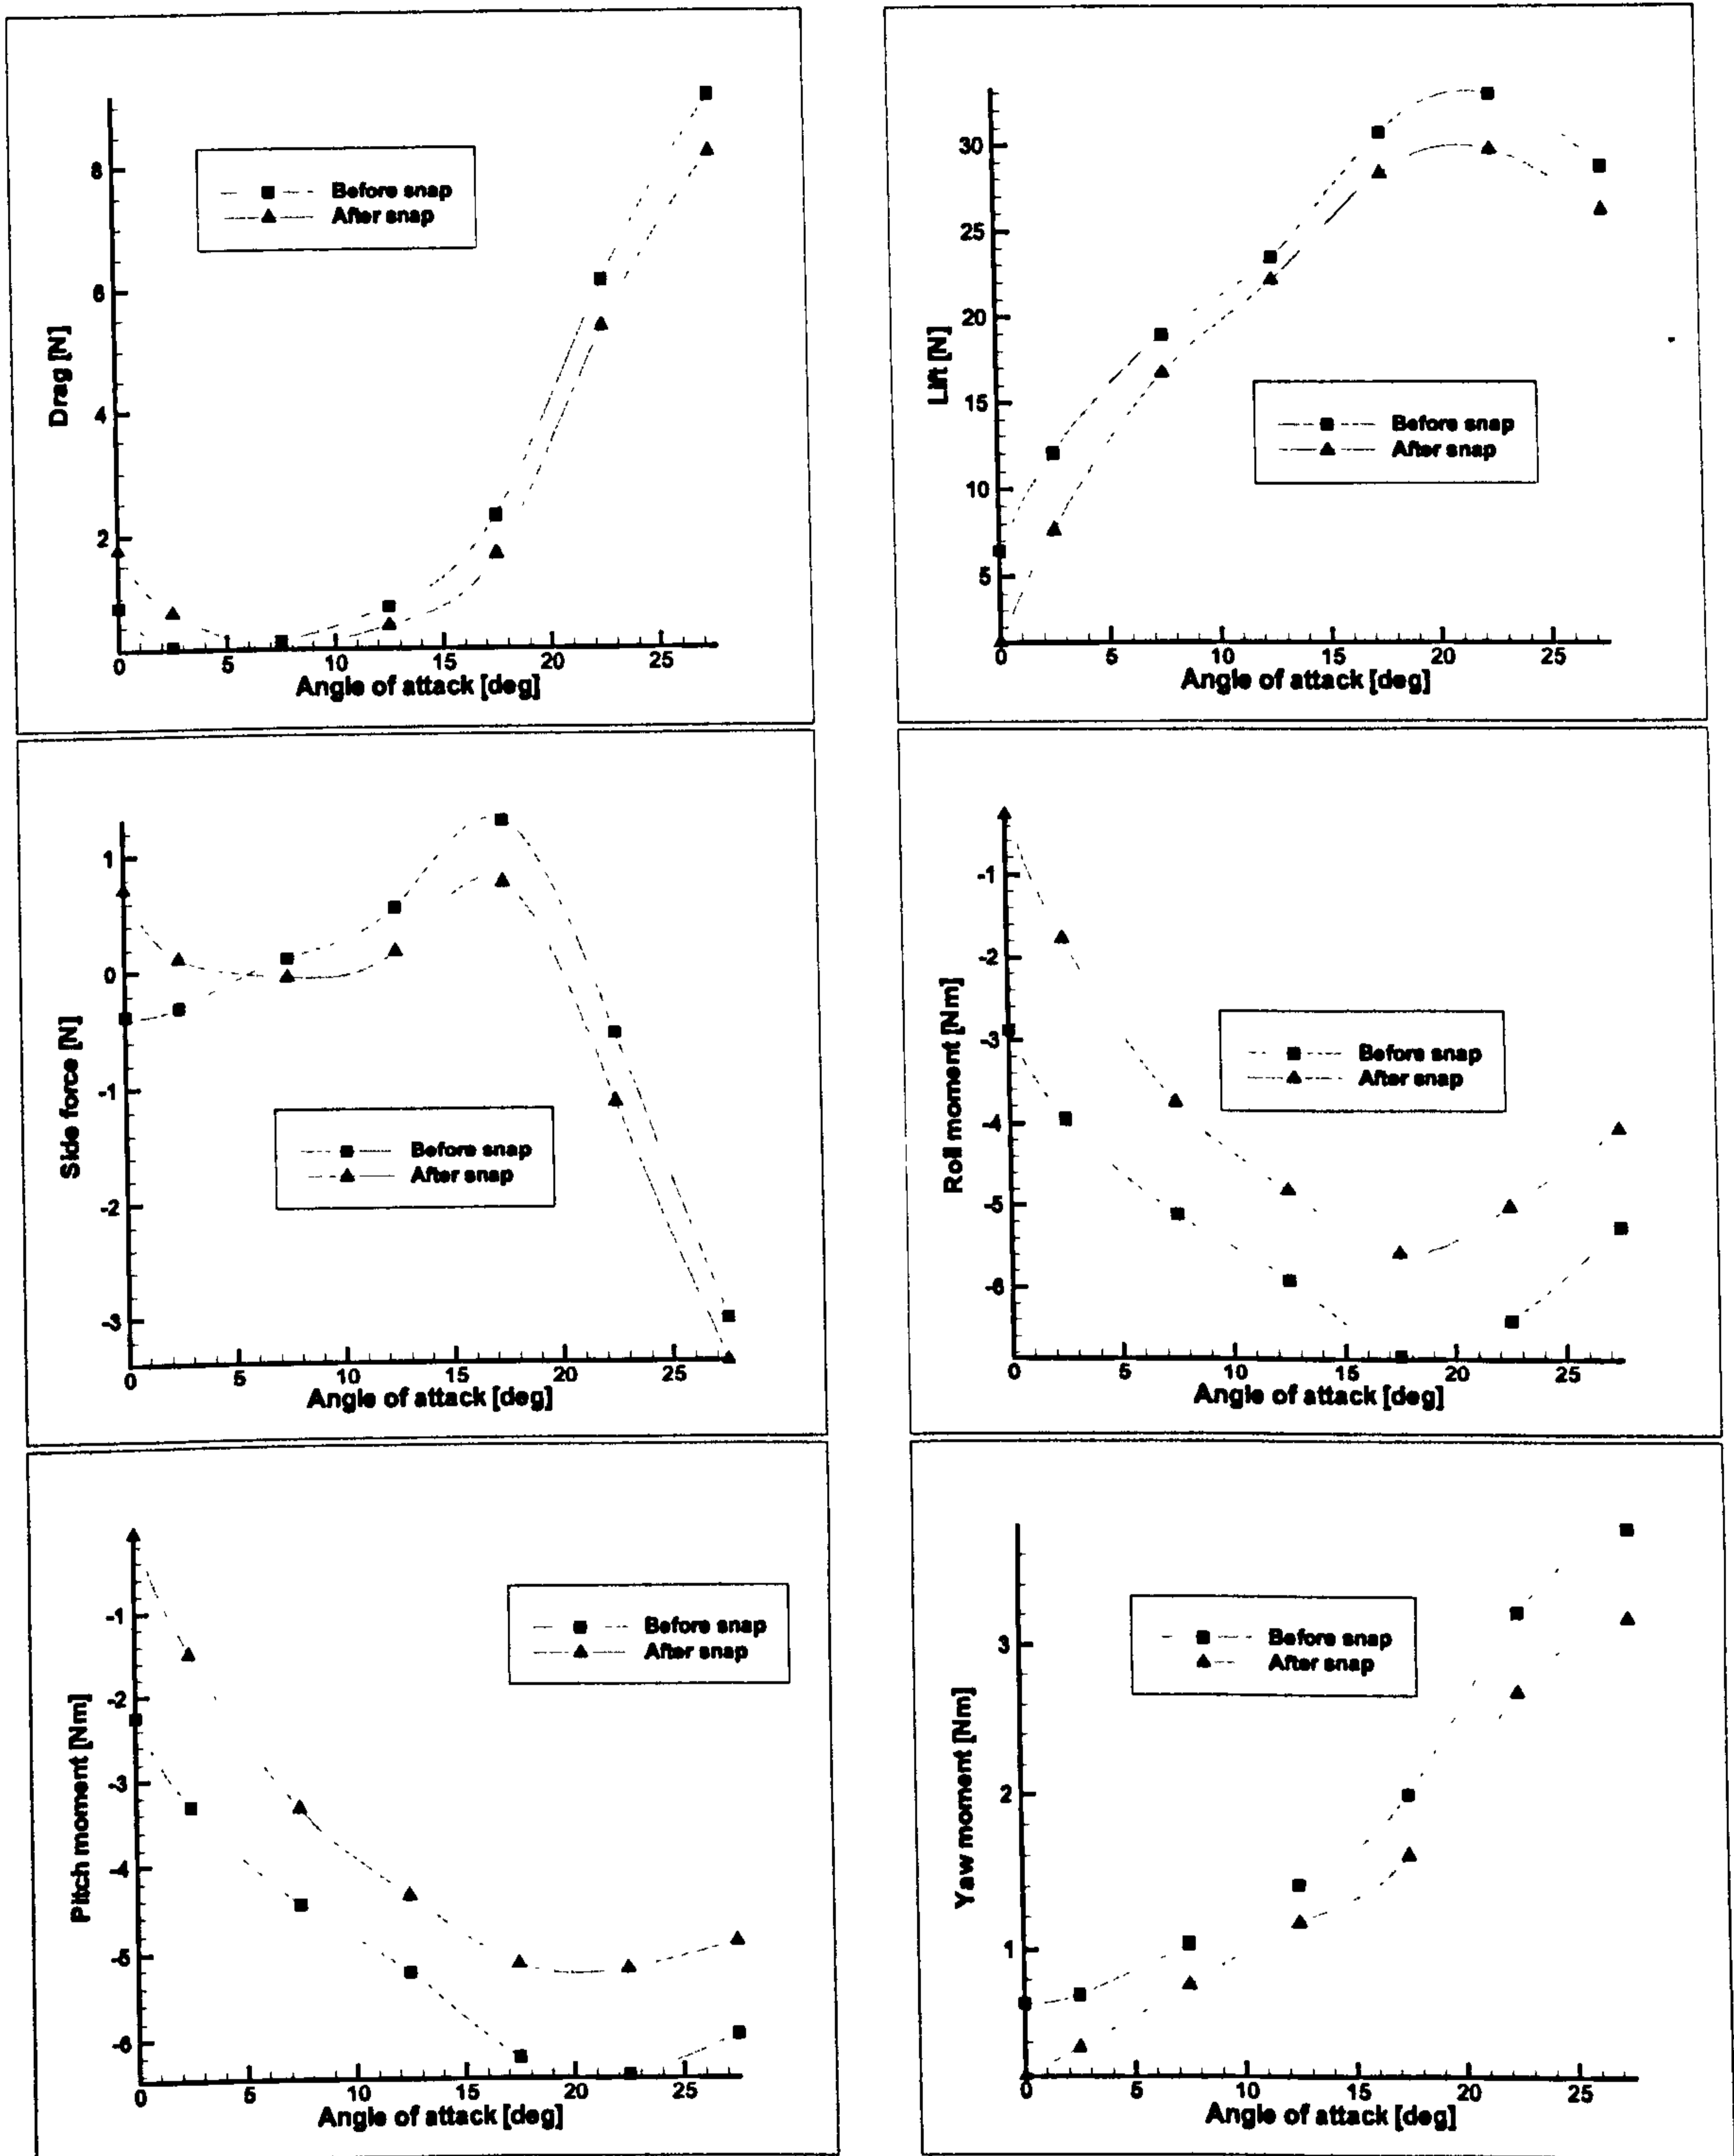 8
6
4
2
Drag [N]
Before snap
After snap
0 5 10 15 20 25
Angle of attack [deg]
30
25
20
15
10
5
Lift [N]
Before snap
After snap
0 5 10 15 20 25
Angle of attack [deg]
1
0
-1
-2
-3
Side force [N]
Before snap
After snap
0 5 10 15 20 25
Angle of attack [deg]
-1
-2
-3
-4
-5
-6
Roll moment [Nm]
Before snap
After snap
0 5 10 15 20 25
Angle of attack [deg]
-1
-2
-3
-4
-5
-6
Pitch moment [Nm]
Before snap
After snap
0 5 10 15 20 25
Angle of attack [deg]
3
2
1
Yaw moment [Nm]
Before snap
After snap
0 5 10 15 20 25
Angle of attack [deg]